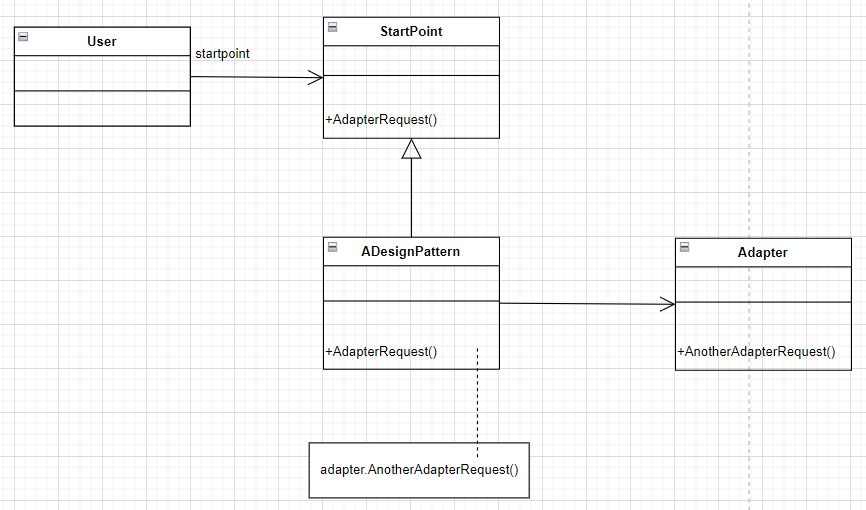 User
startpoint
StartPoint
+AdapterRequest()
ADesignPattern
+AdapterRequest()
Adapter
+AnotherAdapterRequest()
adapter.AnotherAdapterRequest()